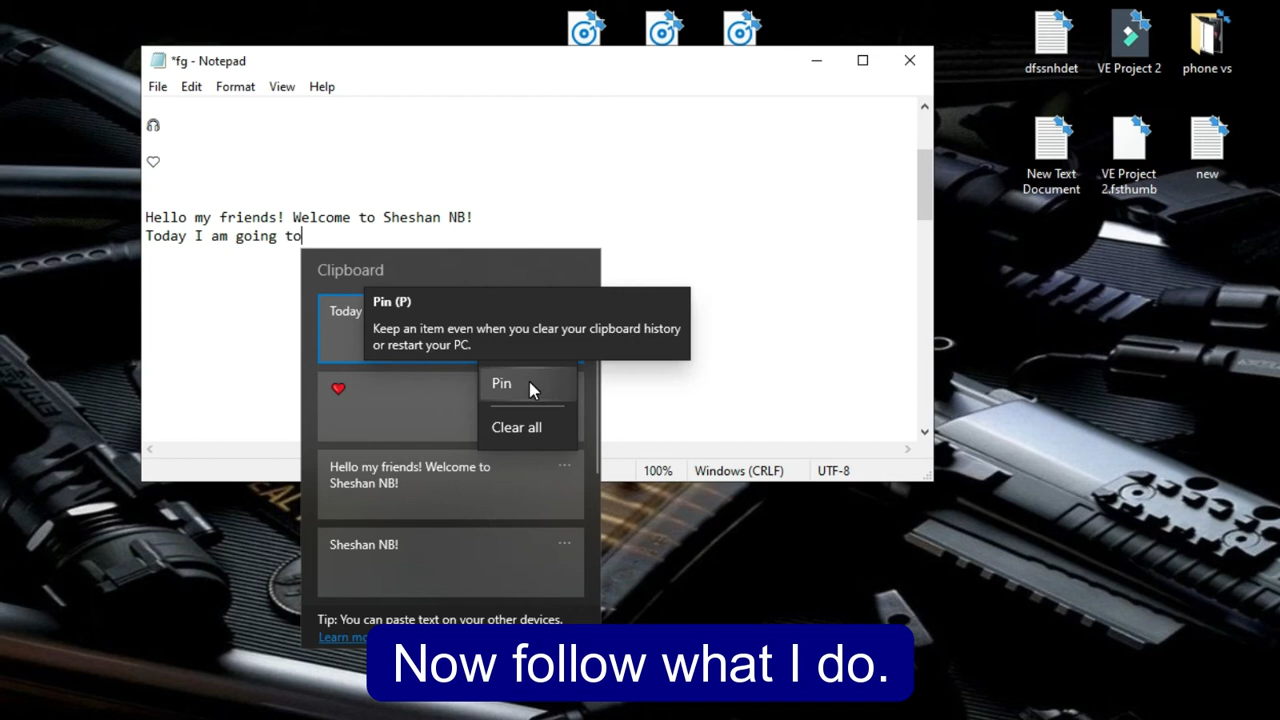 *fg - Notepad
File Edit Format View Help
Hello my friends! Welcome to Sheshan NB!
Today I am going to
Clipboard
Today
Pin (P)
Keep an item even when you clear your clipboard history
or restart your PC.
Pin
Clear all
Hello my friends! Welcome to
Sheshan NB!
Sheshan NB!
Tip: You can paste text on your other devices.
Learn mo
100% Windows (CRLF) UTF-8
dfssnhdet
VE Project 2
phone vs
New Text
Document
VE Project
2.fsthumb
new
Now follow what I do.